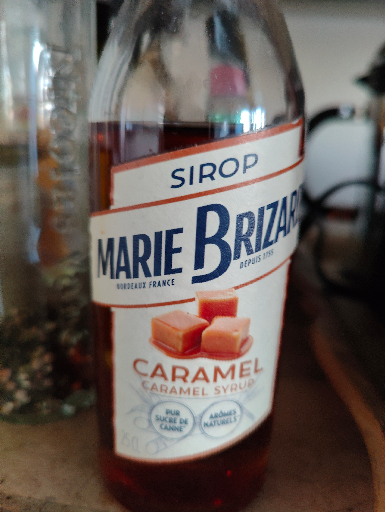 SIROP
MARIE BRIZARD
BORDEAUX FRANCE
DEPUIS 1755
CARAMEL
CARAMEL SYRUP
PUR
SUCRE DE
CANNE
ARÔMES
NATURELS